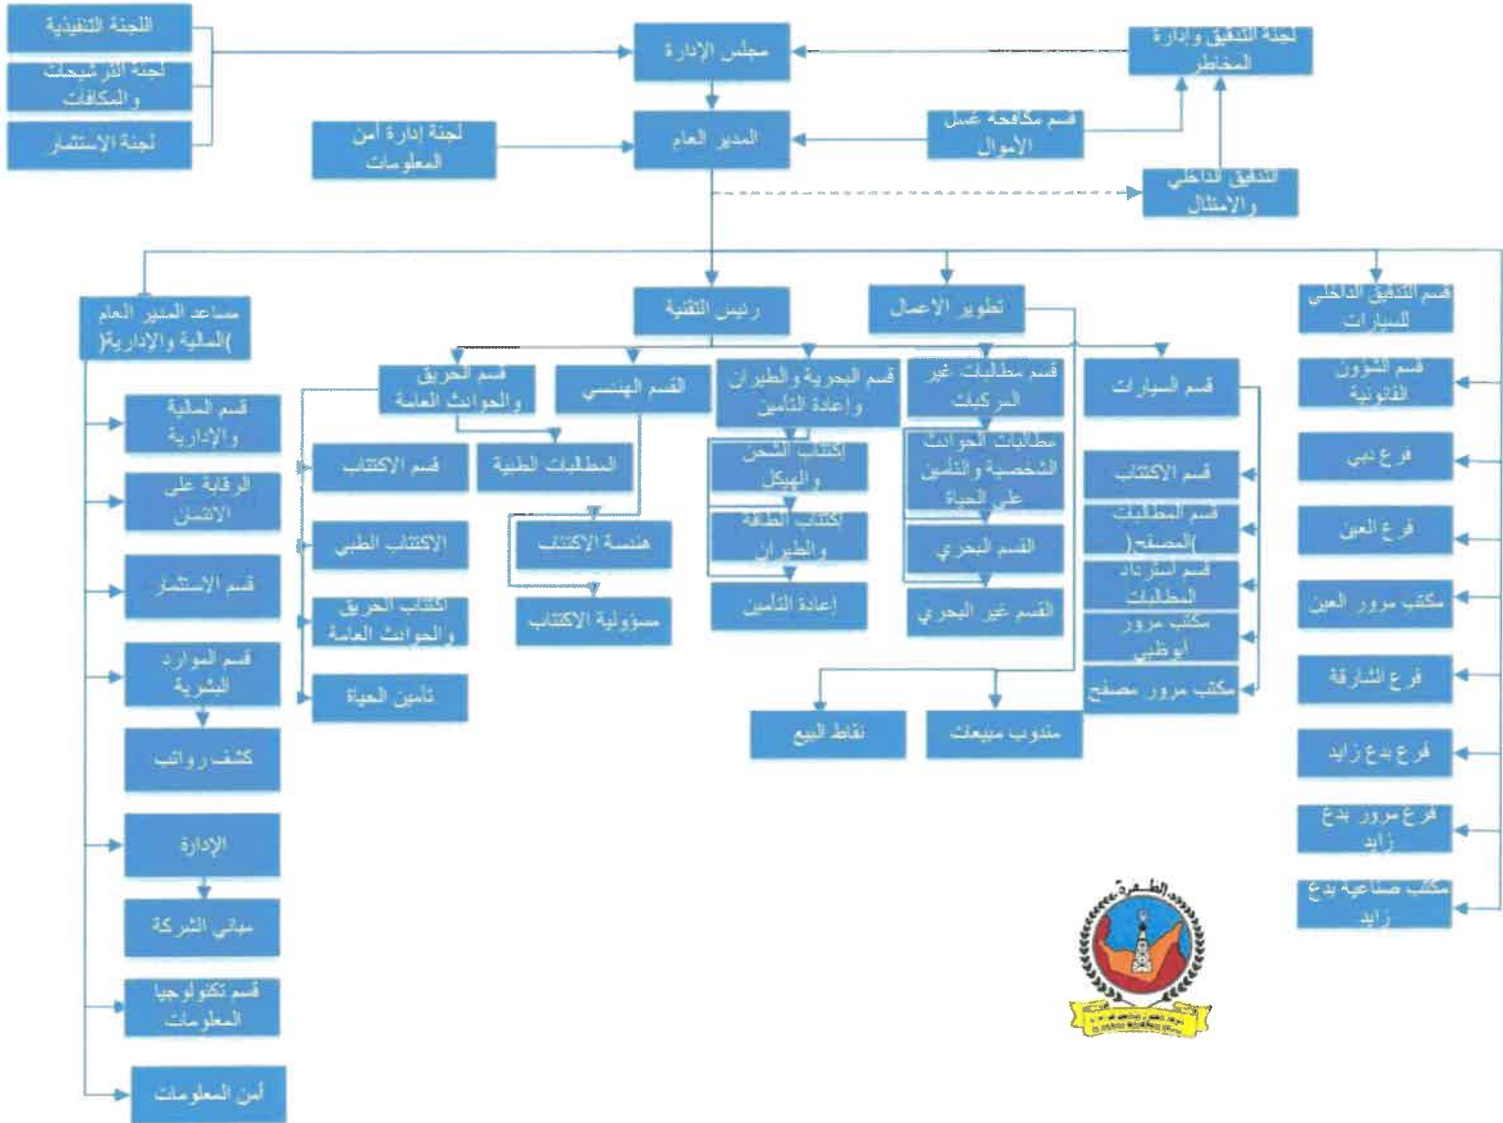 اللجنة التنفيذية
لجنة الترشيحات
والمكافآت
لجنة الإستثمار
مجلس الإدارة
لجنة التدقيق وإدارة
المخاطر
لجنة إدارة أمن
المعلومات
المدير العام
قسم مكافحة غسل
الأموال
التدقيق الداخلي
والامتثال
مساعد المدير العام
)المالية والإدارية(
رئيس التقنية
تطوير الاعمال
قسم التدقيق الداخلي
للسيارات
قسم المالية
والإدارية
الرقابة على
الائتمان
قسم الاستثمار
قسم الموارد
البشرية
كشف رواتب
الإدارة
مباني الشركة
قسم تكنولوجيا
المعلومات
أمن المعلومات
قسم الحريق
والحوادث العامة
قسم الاكتتاب
المطالبات الطبية
الاكتتاب الطبي
اكتتاب الحريق
والحوادث العامة
تأمين الحياة
القسم الهندسي
هندسة الاكتتاب
مسؤولية الاكتتاب
قسم البحرية والطيران
وإعادة التأمين
إكتتاب الشحن
والهيكل
إكتتاب الطاقة
والطيران
إعادة التأمين
قسم مطالبات غير
المركبات
مطالبات الحوادث
الشخصية والتأمين
على الحياة
القسم البحري
القسم غير البحري
قسم السيارات
قسم الاكتتاب
قسم المطالبات
)المصفح(
قسم استرداد
المطالبات
مكتب مرور
أبوظبي
مكتب مرور مصفح
نقاط البيع
مندوب مبيعات
قسم الشؤون
القانونية
فرع دبي
فرع العين
مكتب مرور العين
فرع الشارقة
فرع بدع زايد
فرع مرور بدع
زايد
مكتب صناعية بدع
زايد
الظفرة